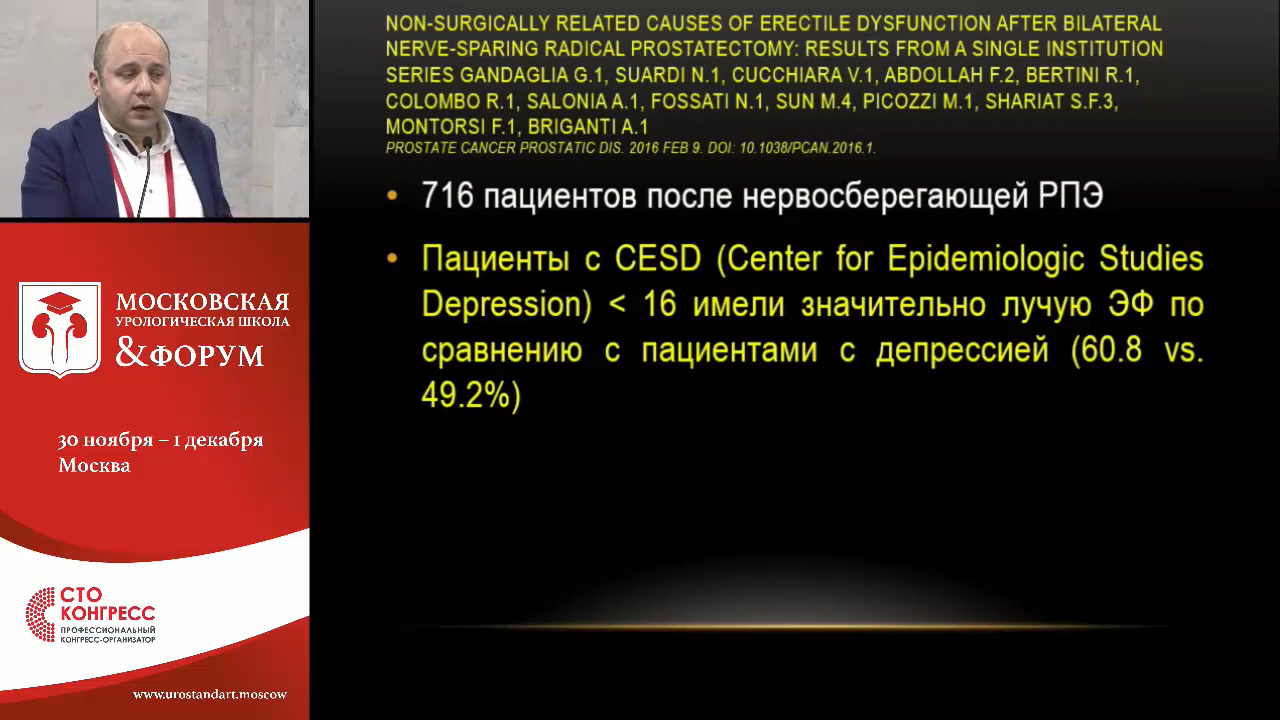 NON-SURGICALLY RELATED CAUSES OF ERECTILE DYSFUNCTION AFTER BILATERAL
NERVE-SPARING RADICAL PROSTATECTOMY: RESULTS FROM A SINGLE INSTITUTION
SERIES GANDAGLIA G.1, SUARDI N.1, CUCCHIARA V.1, ABDOLLAH F.2, BERTINI R.1,
COLOMBO R.1, SALONIA A.1, FOSSATI N.1, SUN M.4, PICOZZI M.1, SHARIAT S.F.3,
MONTORSI F.1, BRIGANTI A.1
PROSTATE CANCER PROSTATIC DIS. 2016 FEB 9. DOI: 10.1038/PCAN.2016.1.
• 716 пациентов после нервосберегающей РПЭ
• Пациенты с CESD (Center for Epidemiologic Studies
Depression) < 16 имели значительно лучую ЭФ по
сравнению с пациентами с депрессией (60.8 vs.
49.2%)
МОСКОВСКАЯ
УРОЛОГИЧЕСКАЯ ШКОЛА
&ФОРУМ
30 ноября – 1 декабря
Москва
СТО
КОНГРЕСС
ПРОФЕССИОНАЛЬНЫЙ
КОНГРЕСС-ОРГАНИЗАТОР
www.urostandart.moscow